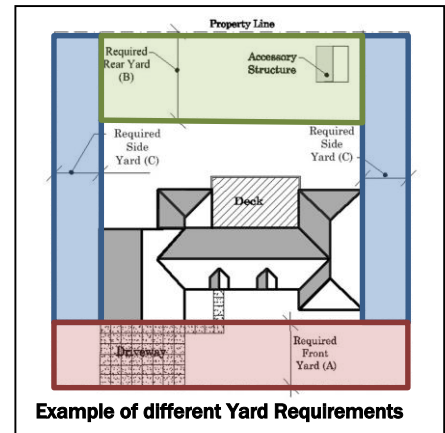 Property Line
Required
Rear Yard
(B)
Accessory
Structure
Required
Side
Yard (C)
Required
Side
Yard (C)
Deck
Driveway
Required
Front
Yard (A)
Example of different Yard Requirements